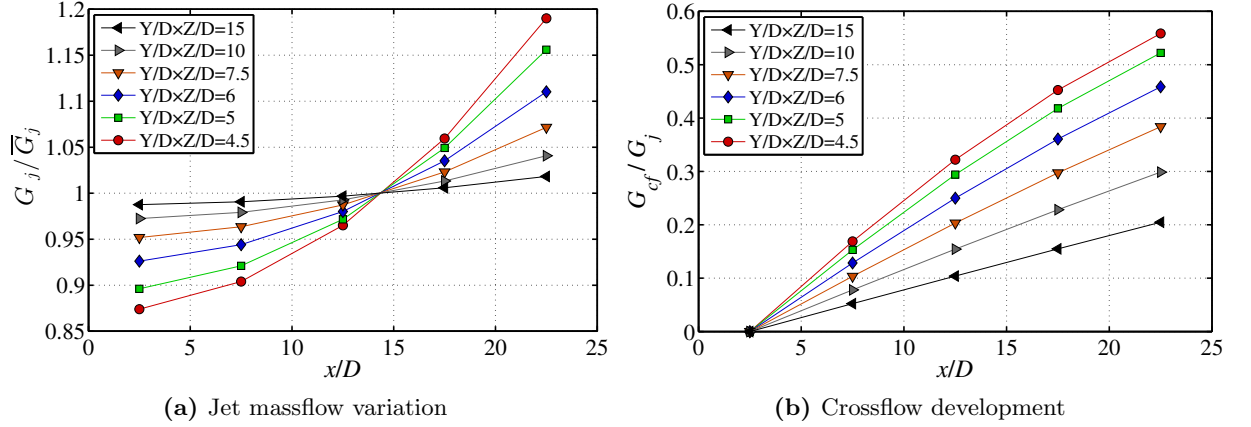 1.2
1.15
1.1
1.05
1
0.95
0.9
0.85
G j / G̅j
Y/D×Z/D=15
Y/D×Z/D=10
Y/D×Z/D=7.5
Y/D×Z/D=6
Y/D×Z/D=5
Y/D×Z/D=4.5
0 5 10 15 20 25
x/D
(a) Jet massflow variation
0.6
0.5
0.4
0.3
0.2
0.1
0
Gcf / Gj
Y/D×Z/D=15
Y/D×Z/D=10
Y/D×Z/D=7.5
Y/D×Z/D=6
Y/D×Z/D=5
Y/D×Z/D=4.5
0 5 10 15 20 25
x/D
(b) Crossflow development